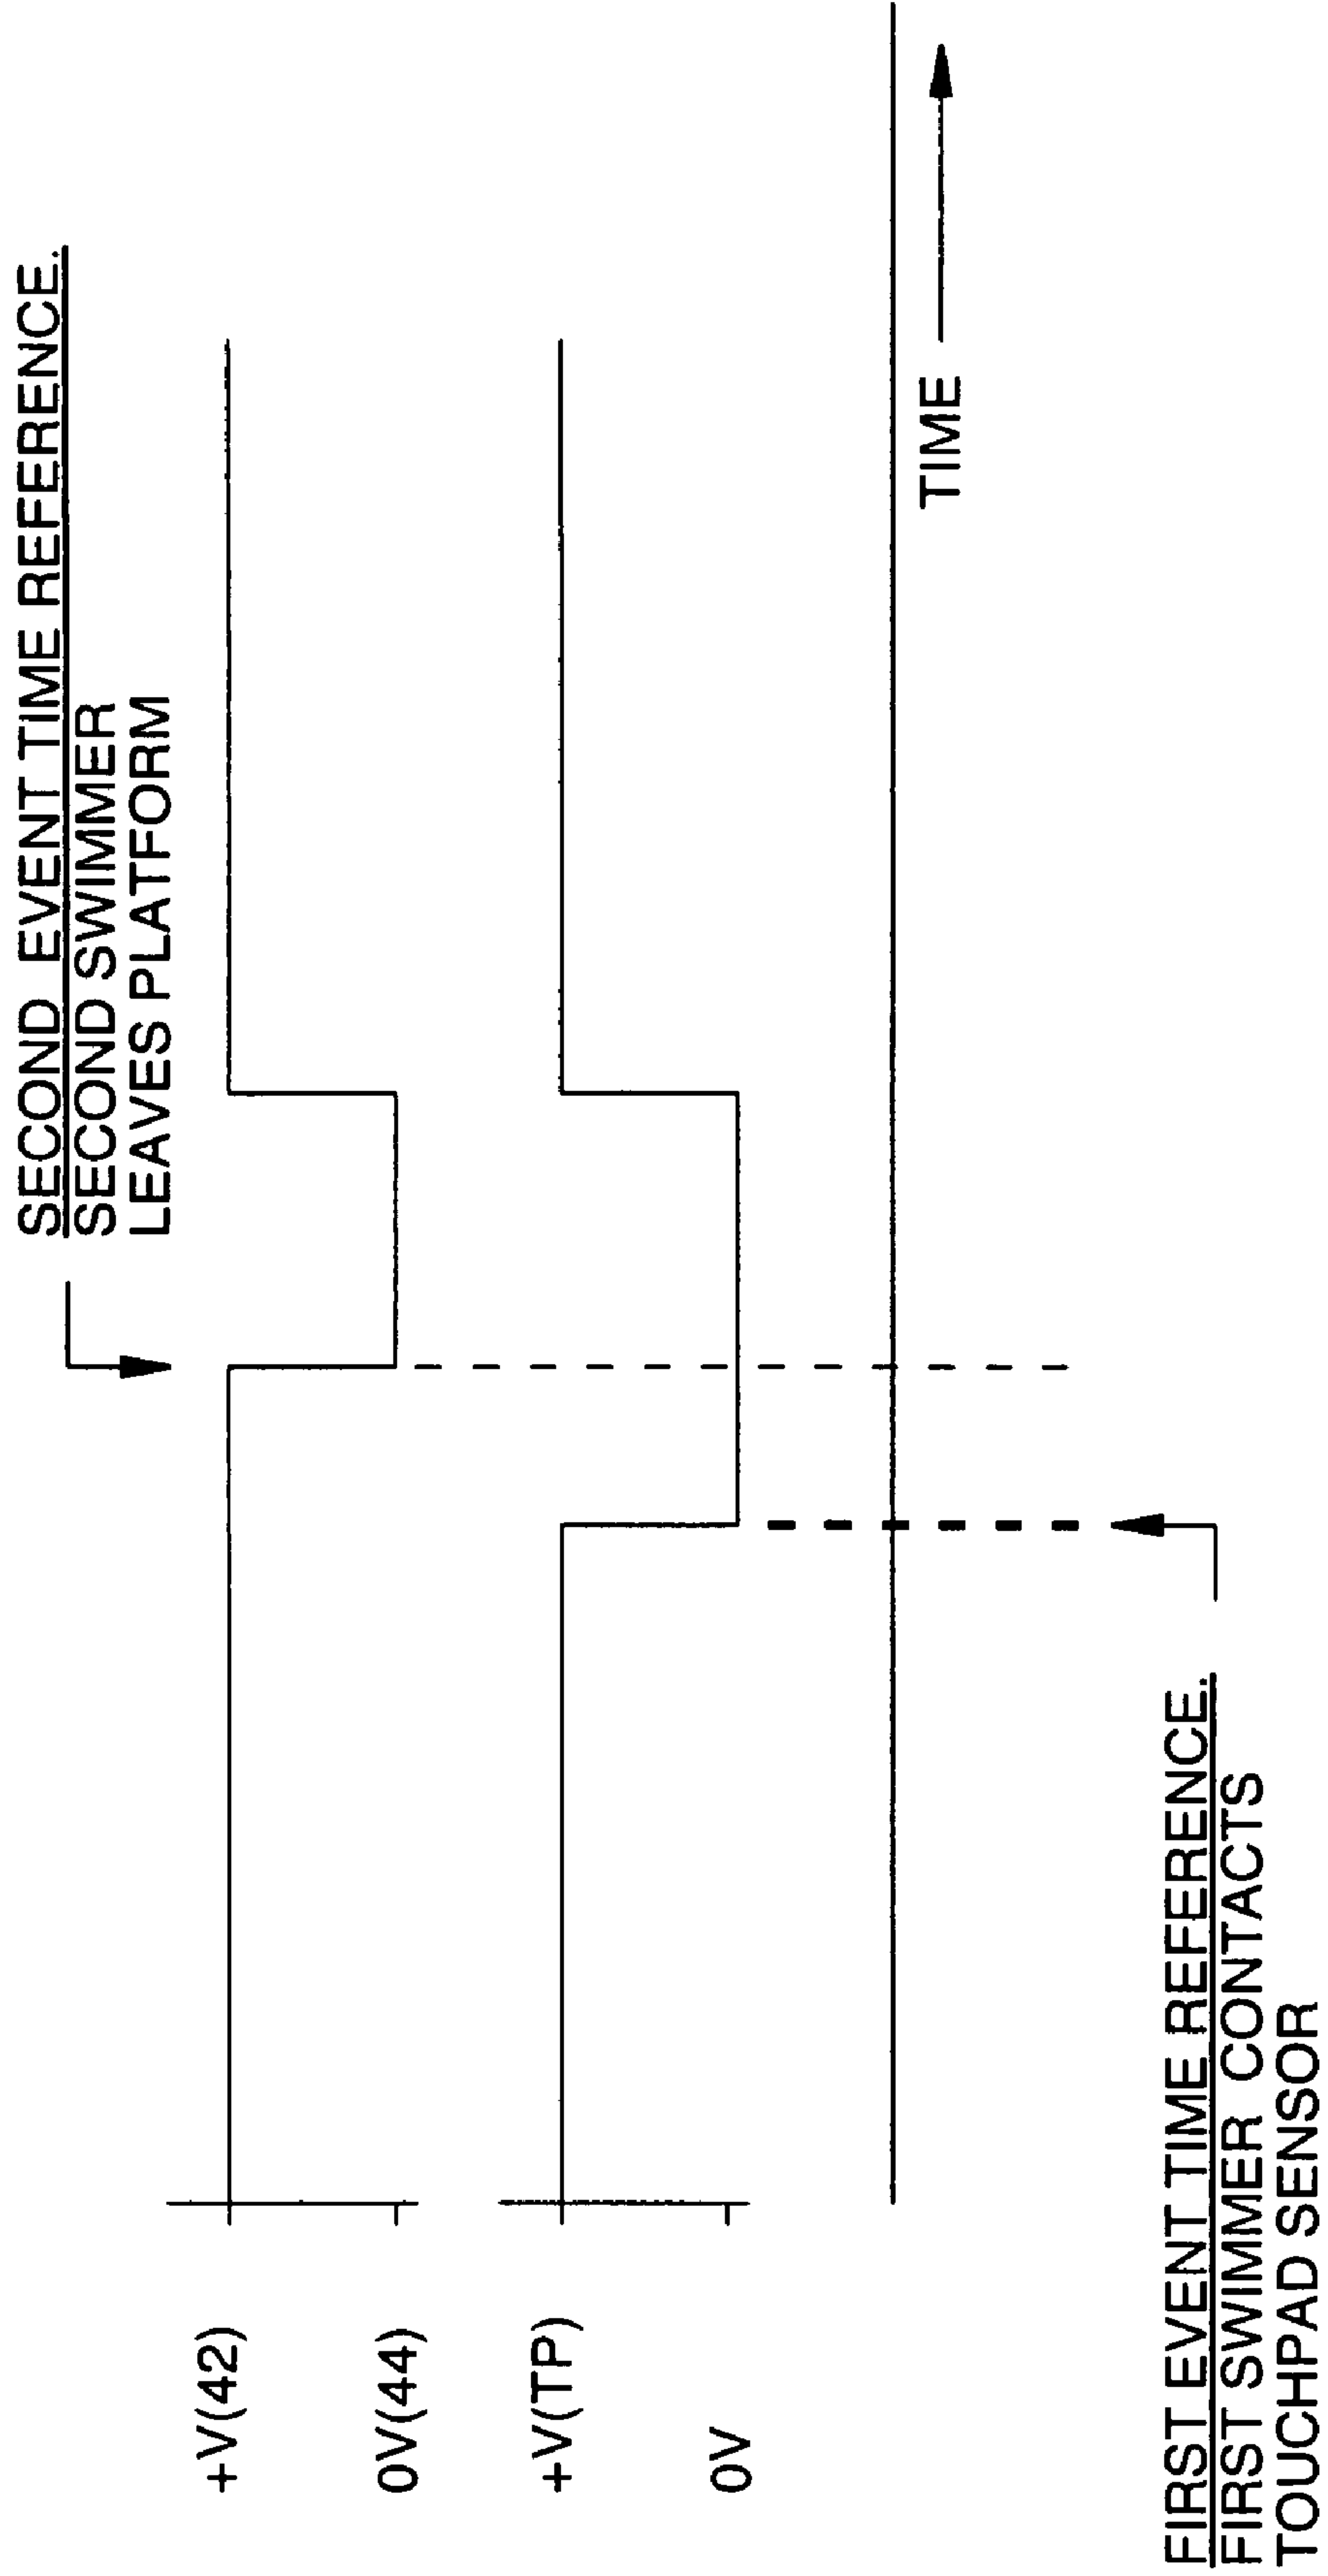 SECOND EVENT TIME REFERENCE.
SECOND SWIMMER
LEAVES PLATFORM
+V(42)
0V(44)
+V(TP)
0V
TIME
FIRST EVENT TIME REFERENCE.
FIRST SWIMMER CONTACTS
TOUCHPAD SENSOR